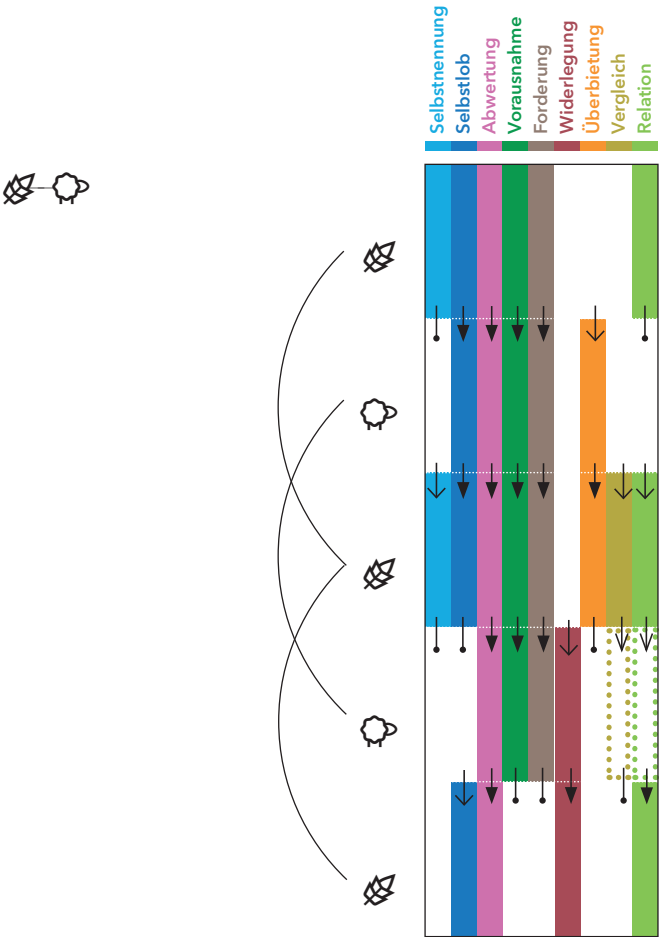 Selbstnennung
Selbstlob
Abwertung
Vorausnahme
Forderung
Widerlegung
Überbietung
Vergleich
Relation